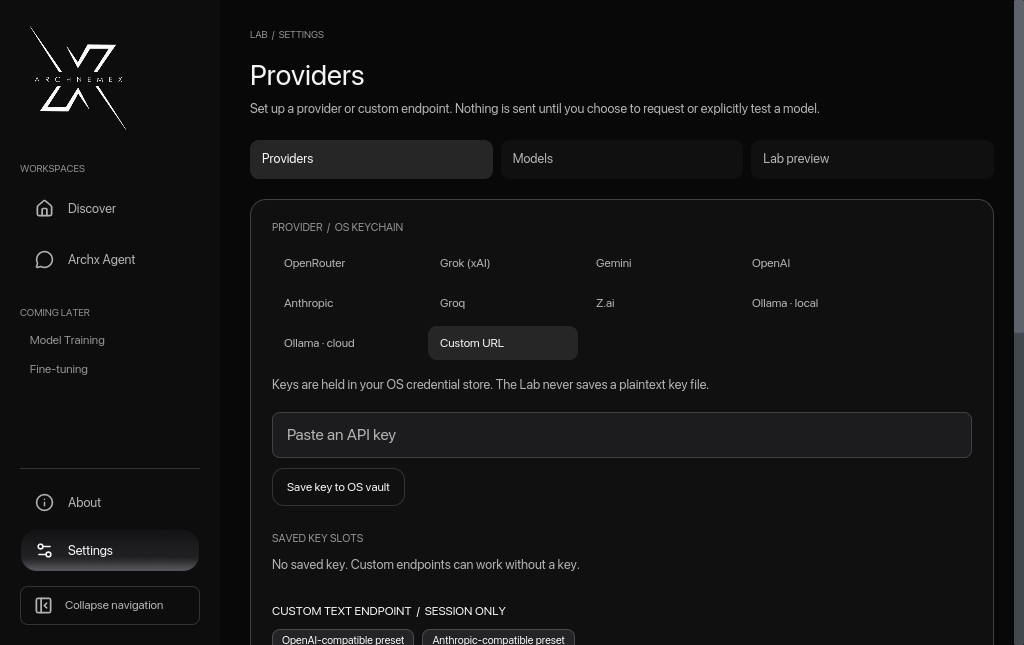 ARCHNEMEX
WORKSPACES
Discover
Archx Agent
COMING LATER
Model Training
Fine-tuning
About
Settings
Collapse navigation
LAB / SETTINGS
Providers
Set up a provider or custom endpoint. Nothing is sent until you choose to request or explicitly test a model.
Providers Models Lab preview
PROVIDER / OS KEYCHAIN
OpenRouter Grok (xAI) Gemini OpenAI
Anthropic Groq Z.ai Ollama · local
Ollama · cloud Custom URL
Keys are held in your OS credential store. The Lab never saves a plaintext key file.
Paste an API key
Save key to OS vault
SAVED KEY SLOTS
No saved key. Custom endpoints can work without a key.
CUSTOM TEXT ENDPOINT / SESSION ONLY
OpenAI-compatible preset Anthropic-compatible preset